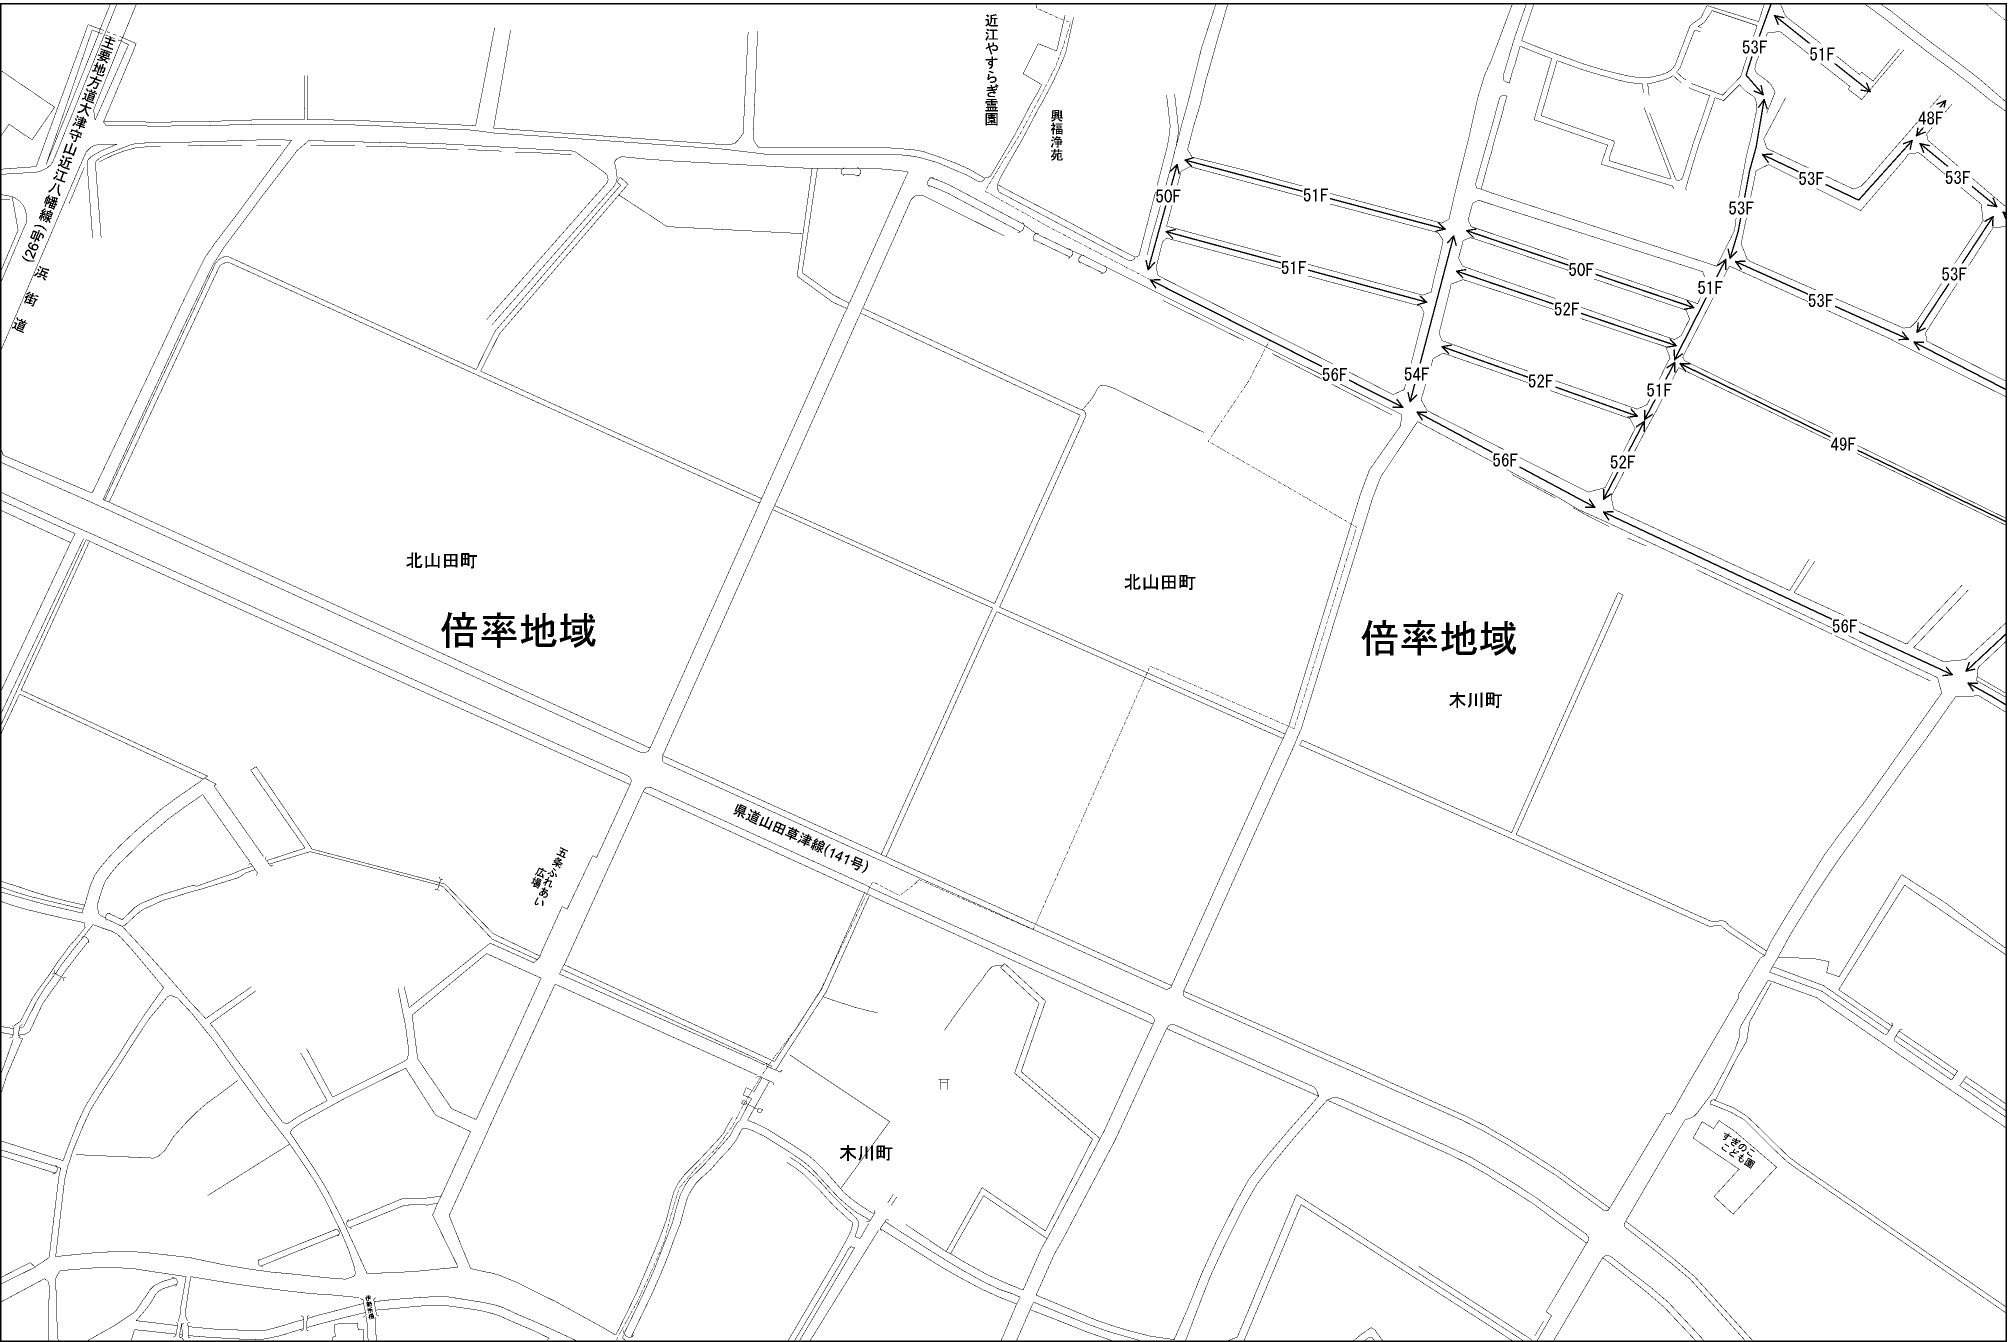 主要地方道大津守山近江八幡線(26号)
浜街道
近江やすらぎ霊園
興福浄苑
53F
51F
48F
53F
53F
50F
51F
53F
51F
50F
51F
53F
53F
52F
56F
54F
52F
51F
49F
56F
52F
56F
北山田町
倍率地域
北山田町
倍率地域
木川町
県道山田草津線(141号)
五条ふれあい
広場
木川町
すぎのこ
こども園